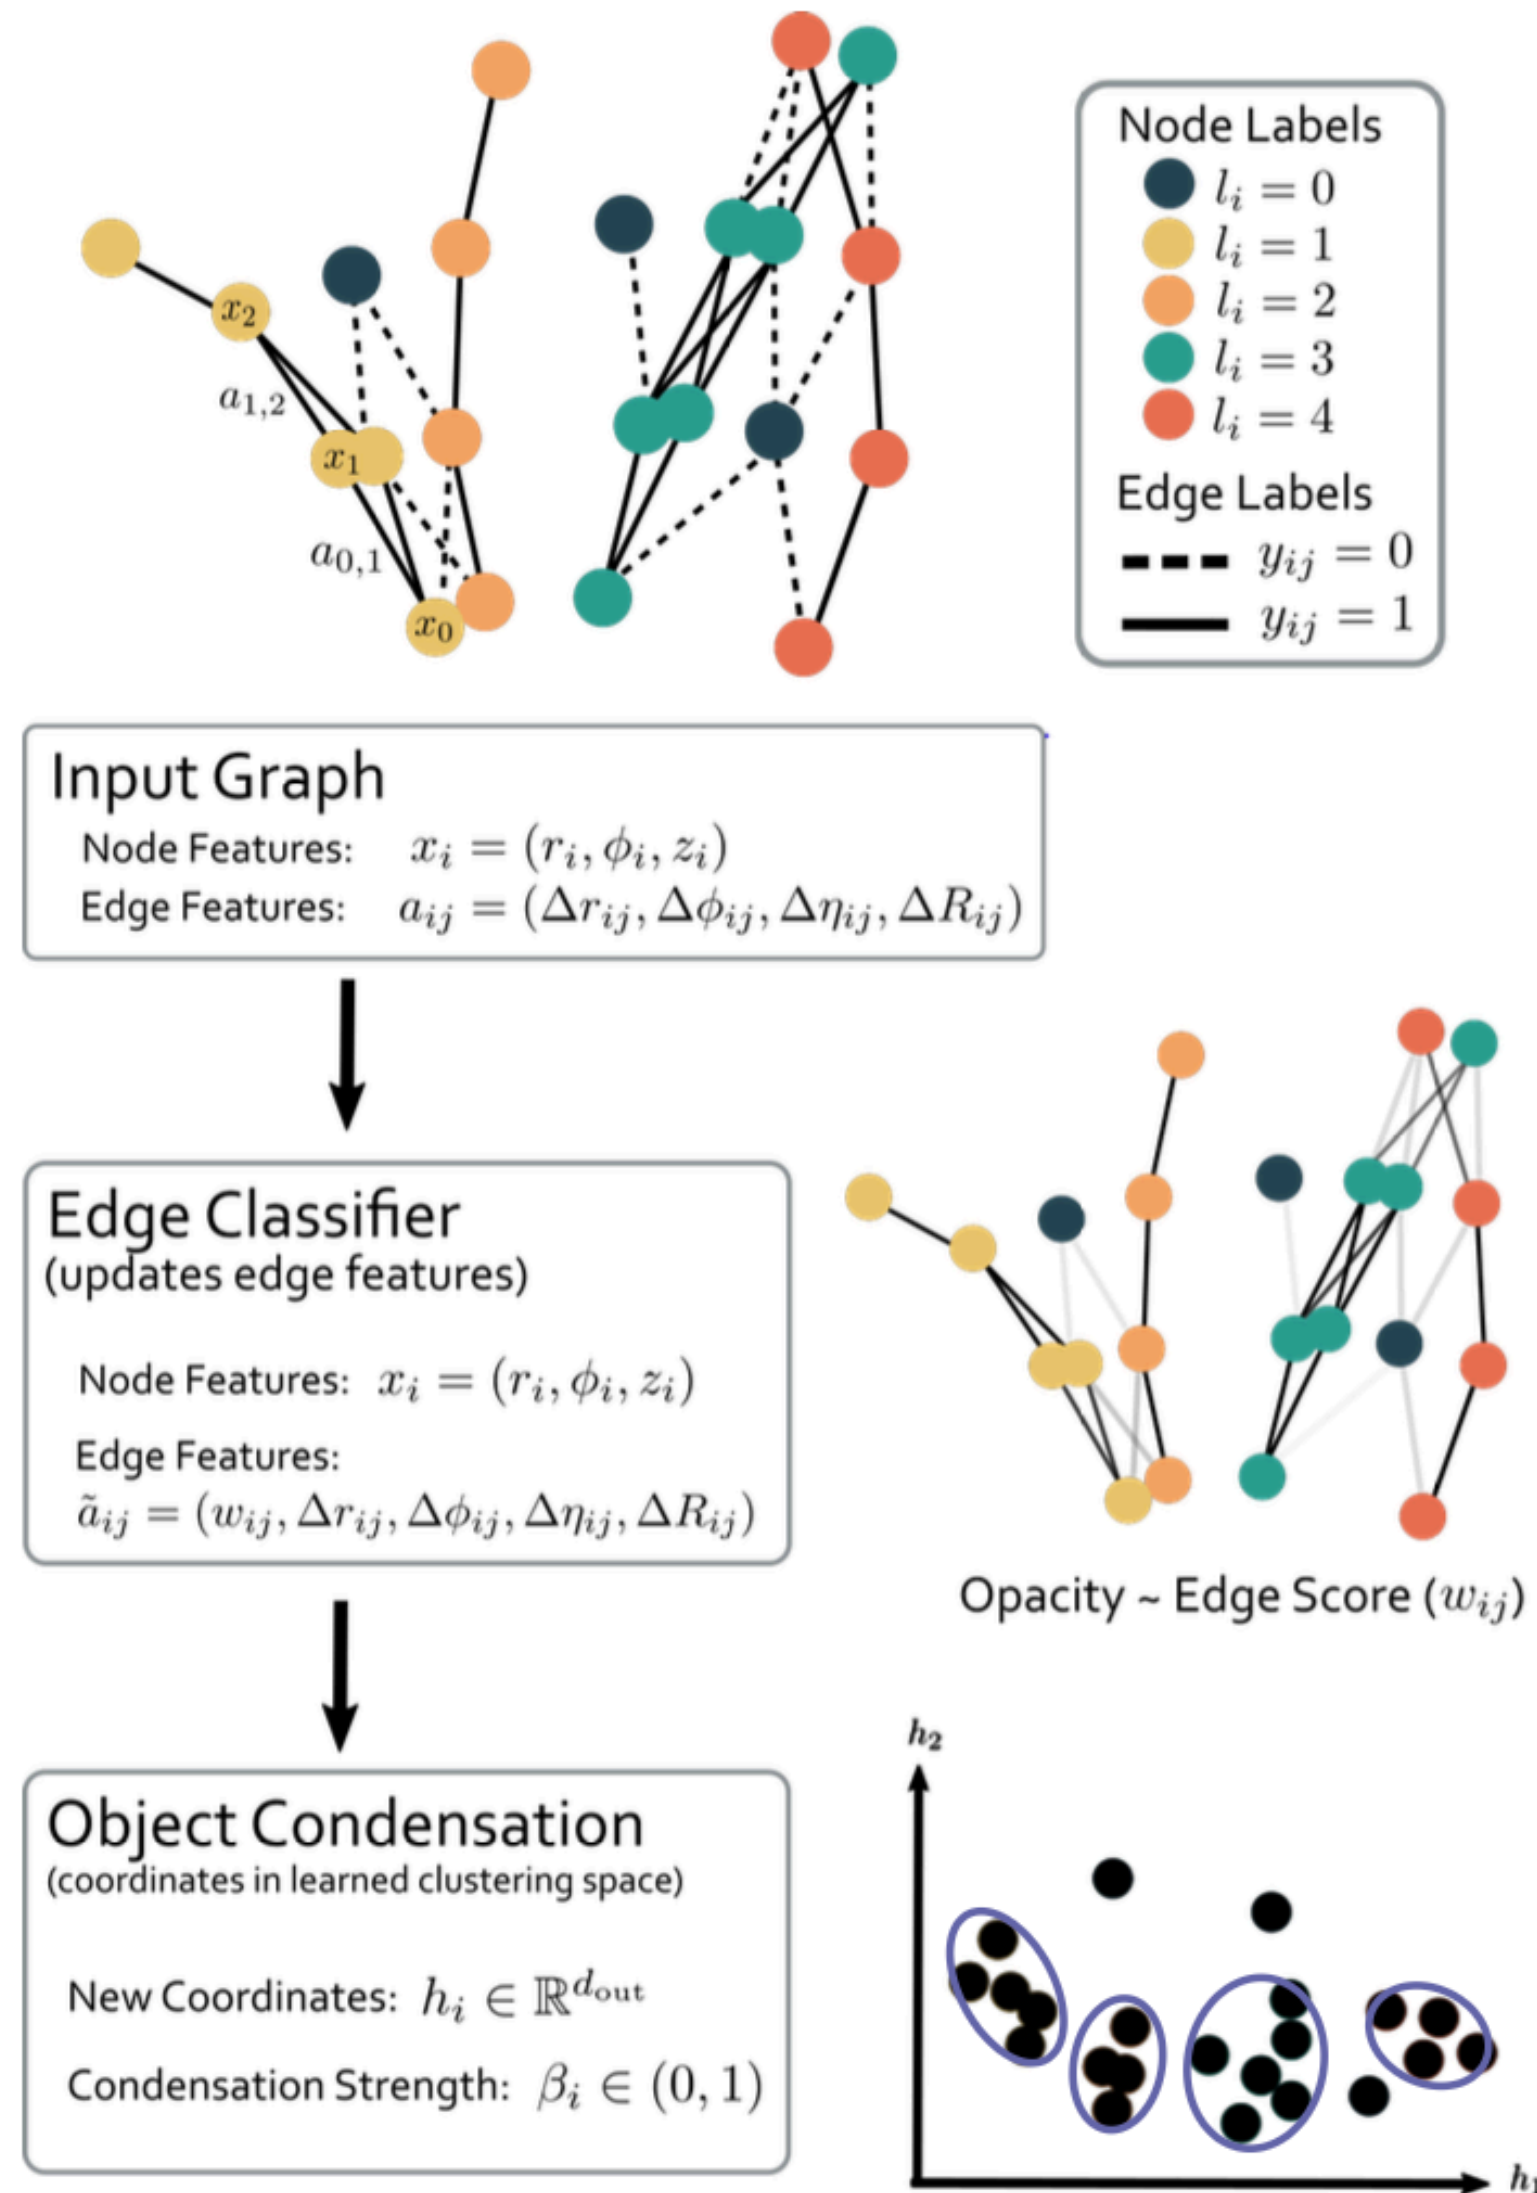 x₂
a₁,₂
x₁
a₀,₁
x₀
Node Labels
lᵢ = 0
lᵢ = 1
lᵢ = 2
lᵢ = 3
lᵢ = 4
Edge Labels
yᵢⱼ = 0
yᵢⱼ = 1
Input Graph
Node Features: xᵢ = (rᵢ, ϕᵢ, zᵢ)
Edge Features: aᵢⱼ = (Δrᵢⱼ, Δϕᵢⱼ, Δηᵢⱼ, ΔRᵢⱼ)
Edge Classifier
(updates edge features)
Node Features: xᵢ = (rᵢ, ϕᵢ, zᵢ)
Edge Features:
ãᵢⱼ = (wᵢⱼ, Δrᵢⱼ, Δϕᵢⱼ, Δηᵢⱼ, ΔRᵢⱼ)
Opacity ~ Edge Score (wᵢⱼ)
Object Condensation
(coordinates in learned clustering space)
New Coordinates: hᵢ ∈ ℝ^{d_out}
Condensation Strength: βᵢ ∈ (0, 1)
h₂
h₁